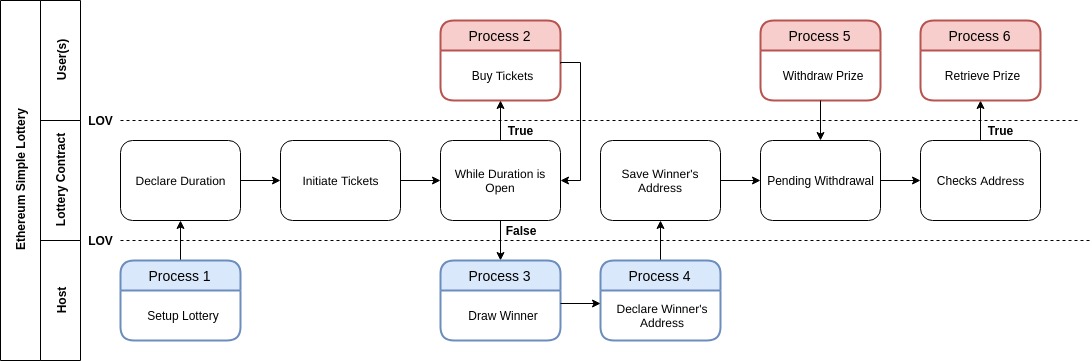 Ethereum Simple Lottery
User(s)
Process 2
Buy Tickets
Process 5
Withdraw Prize
Process 6
Retrieve Prize
LOV
True
True
Lottery Contract
Declare Duration
Initiate Tickets
While Duration is
Open
Save Winner's
Address
Pending Withdrawal
Checks Address
LOV
False
Host
Process 1
Setup Lottery
Process 3
Draw Winner
Process 4
Declare Winner's
Address